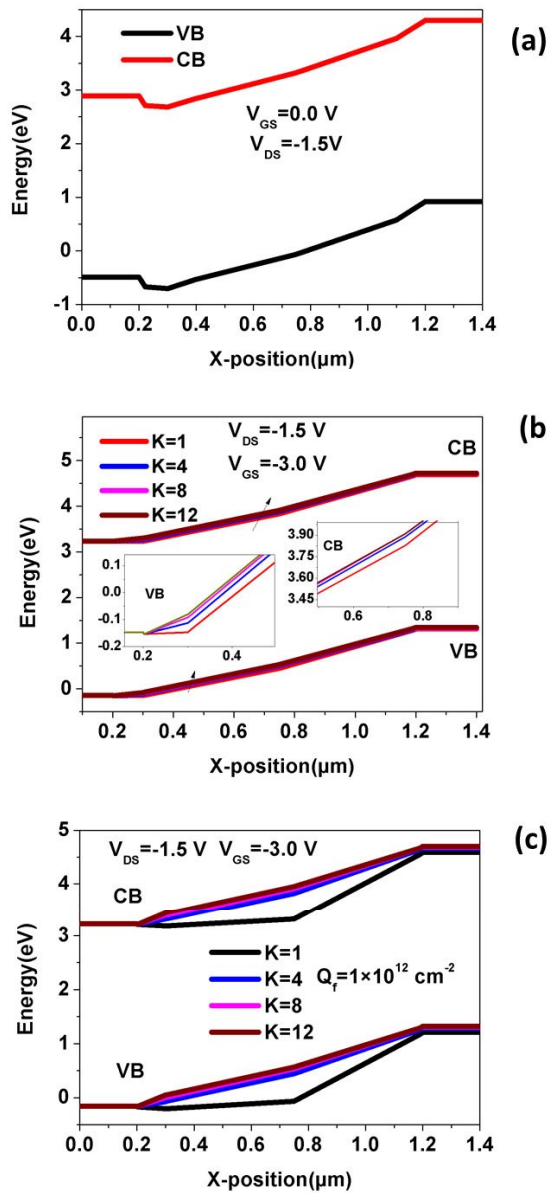 (a)
VB
CB
V_GS=0.0 V
V_DS=-1.5V
Energy(eV)
4
3
2
1
0
-1
0.0 0.2 0.4 0.6 0.8 1.0 1.2 1.4
X-position(μm)
(b
K=1
K=4
K=8
K=12
V_DS=-1.5 V
V_GS=-3.0 V
CB
Energy(eV)
5
4
3
2
1
0
0.1
0.0
-0.1
-0.2
VB
0.2 0.4
3.90
3.75
3.60
3.45
CB
0.6 0.8
VB
0.2 0.4 0.6 0.8 1.0 1.2 1.4
X-position(μm)
(c)
V_DS=-1.5 V V_GS=-3.0 V
CB
K=1
K=4
K=8
K=12
Q_f=1×10^12 cm^-2
VB
Energy(eV)
5
4
3
2
1
0
0.0 0.2 0.4 0.6 0.8 1.0 1.2 1.4
X-position(μm)